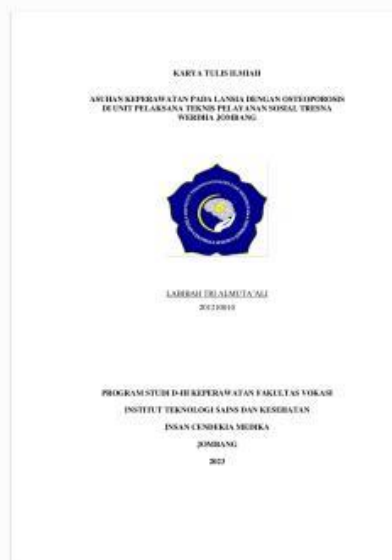 KARYA TULIS ILMIAH
ASUHAN KEPERAWATAN PADA LANSIA DENGAN OSTEOPOROSIS
DI UNIT PELAKSANA TEKNIS PELAYANAN SOSIAL TRESNA
WERDHA JOMBANG
LABIBAH TRI ALMUTA'ALI
PROGRAM STUDI D-III KEPERAWATAN FAKULTAS VOKASI
INSTITUT TEKNOLOGI SAINS DAN KESEHATAN
INSAN CENDEKIA MEDIKA
JOMBANG
2023